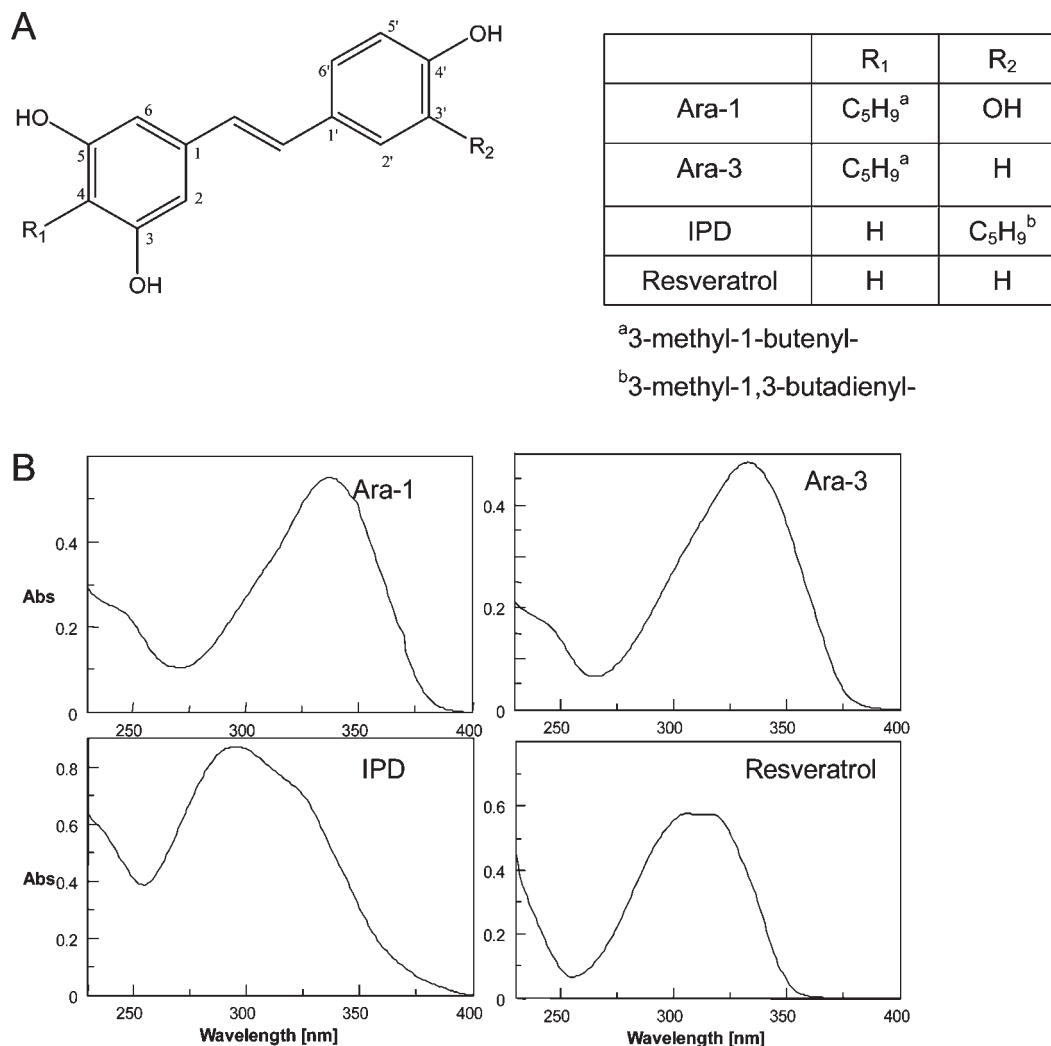 A
OH
5'
6'
4'
3'
1'
R2
2'
HO
6
5
1
4
2
R1
3
OH
R1 R2
Ara-1 C5H9a OH
Ara-3 C5H9a H
IPD H C5H9b
Resveratrol H H
a3-methyl-1-butenyl-
b3-methyl-1,3-butadienyl-
B
Ara-1
0.4
Abs
0.2
0
250 300 350 400
Ara-3
0.4
0.2
0
250 300 350 400
IPD
0.8
0.6
Abs
0.4
0.2
0
250 300 350 400
Wavelength [nm]
Resveratrol
0.6
0.4
0.2
0
250 300 350 400
Wavelength [nm]